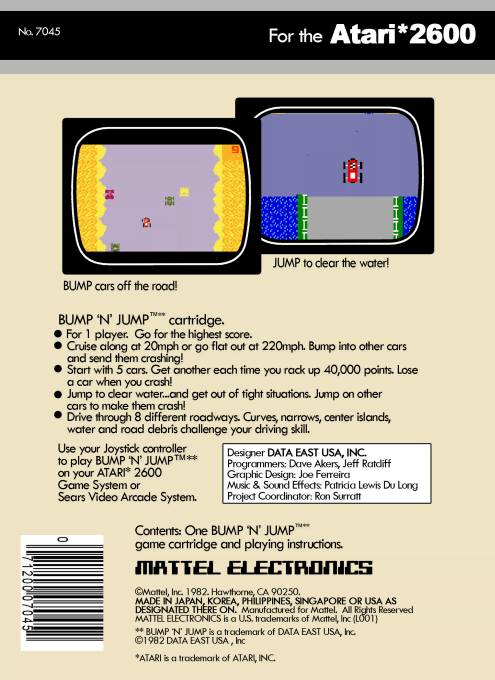 No. 7045
For the Atari*2600
BUMP cars off the road!
JUMP to clear the water!
BUMP 'N' JUMP™** cartridge.
● For 1 player. Go for the highest score.
● Cruise along at 20mph or go flat out at 220mph. Bump into other cars
and send them crashing!
● Start with 5 cars. Get another each time you rack up 40,000 points. Lose
a car when you crash!
● Jump to clear water...and get out of tight situations. Jump on other
cars to make them crash!
● Drive through 8 different roadways. Curves, narrows, center islands,
water and road debris challenge your driving skill.
Use your Joystick controller
to play BUMP 'N' JUMP™**
on your ATARI* 2600
Game System or
Sears Video Arcade System.
Designer DATA EAST USA, INC.
Programmers: Dave Akers, Jeff Ratcliff
Graphic Design: Joe Ferreira
Music & Sound Effects: Patricia Lewis Du Long
Project Coordinator: Ron Surratt
Contents: One BUMP 'N' JUMP™**
game cartridge and playing instructions.
MATTEL ELECTRONICS
©Mattel, Inc. 1982. Hawthorne, CA 90250.
MADE IN JAPAN, KOREA, PHILIPPINES, SINGAPORE OR USA AS
DESIGNATED THERE ON. Manufactured for Mattel. All Rights Reserved
MATTEL ELECTRONICS is a U.S. trademarks of Mattel, Inc (L001)
** BUMP 'N' JUMP is a trademark of DATA EAST USA, Inc.
©1982 DATA EAST USA , Inc
*ATARI is a trademark of ATARI, INC.
0
7120007045